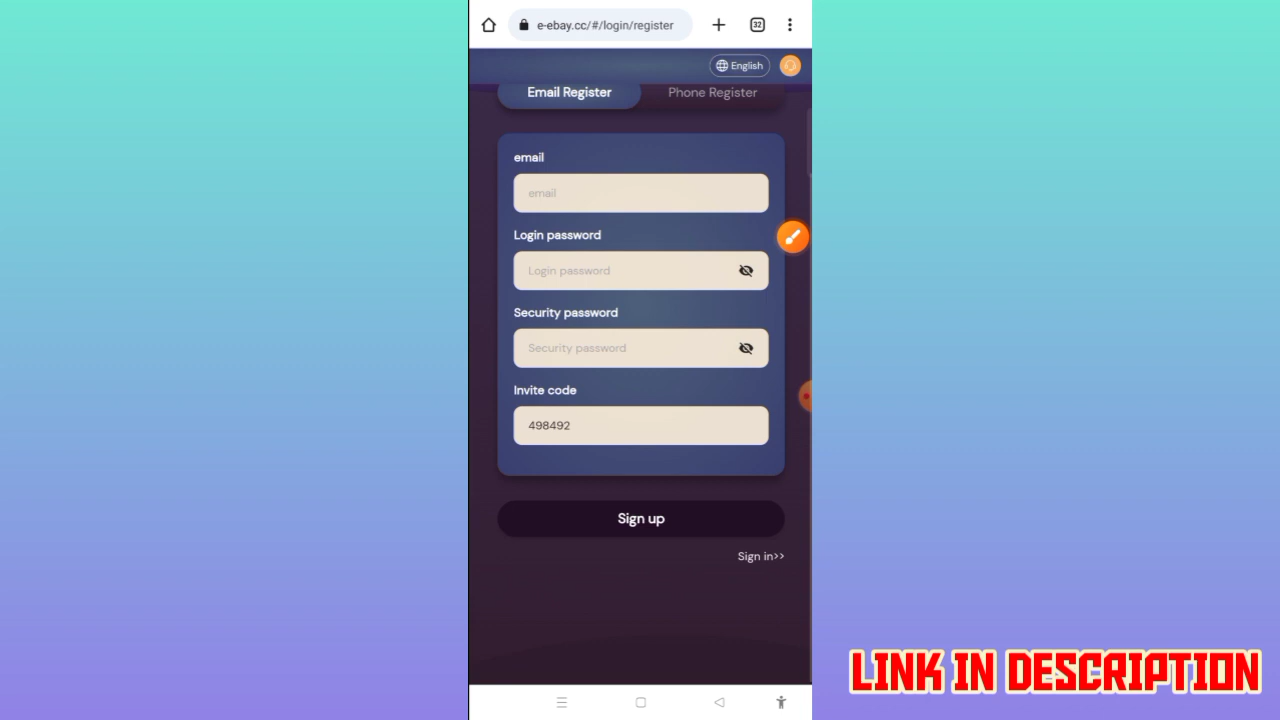 e-ebay.cc/#/login/register
32
English
Email Register
Phone Register
email
email
Login password
Login password
Security password
Security password
Invite code
498492
Sign up
Sign in>>
LINK IN DESCRIPTION